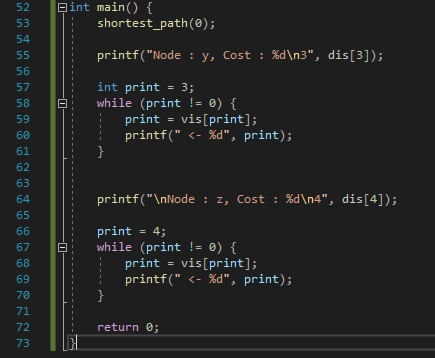 52 int main() {
53     shortest_path(0);
54
55     printf("Node : y, Cost : %d\n3", dis[3]);
56
57     int print = 3;
58     while (print != 0) {
59         print = vis[print];
60         printf(" <- %d", print);
61     }
62
63
64     printf("\nNode : z, Cost : %d\n4", dis[4]);
65
66     print = 4;
67     while (print != 0) {
68         print = vis[print];
69         printf(" <- %d", print);
70     }
71
72     return 0;
73 }